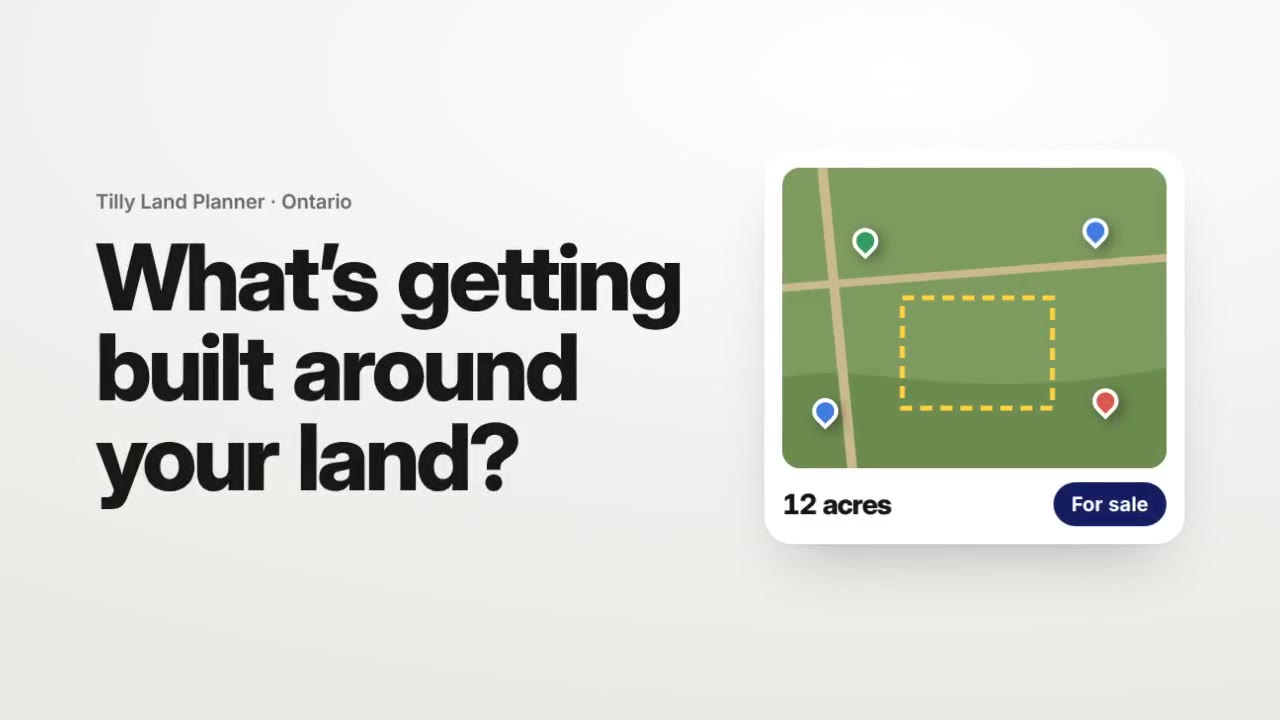 Tilly Land Planner · Ontario
What’s getting
built around
your land?
12 acres
For sale